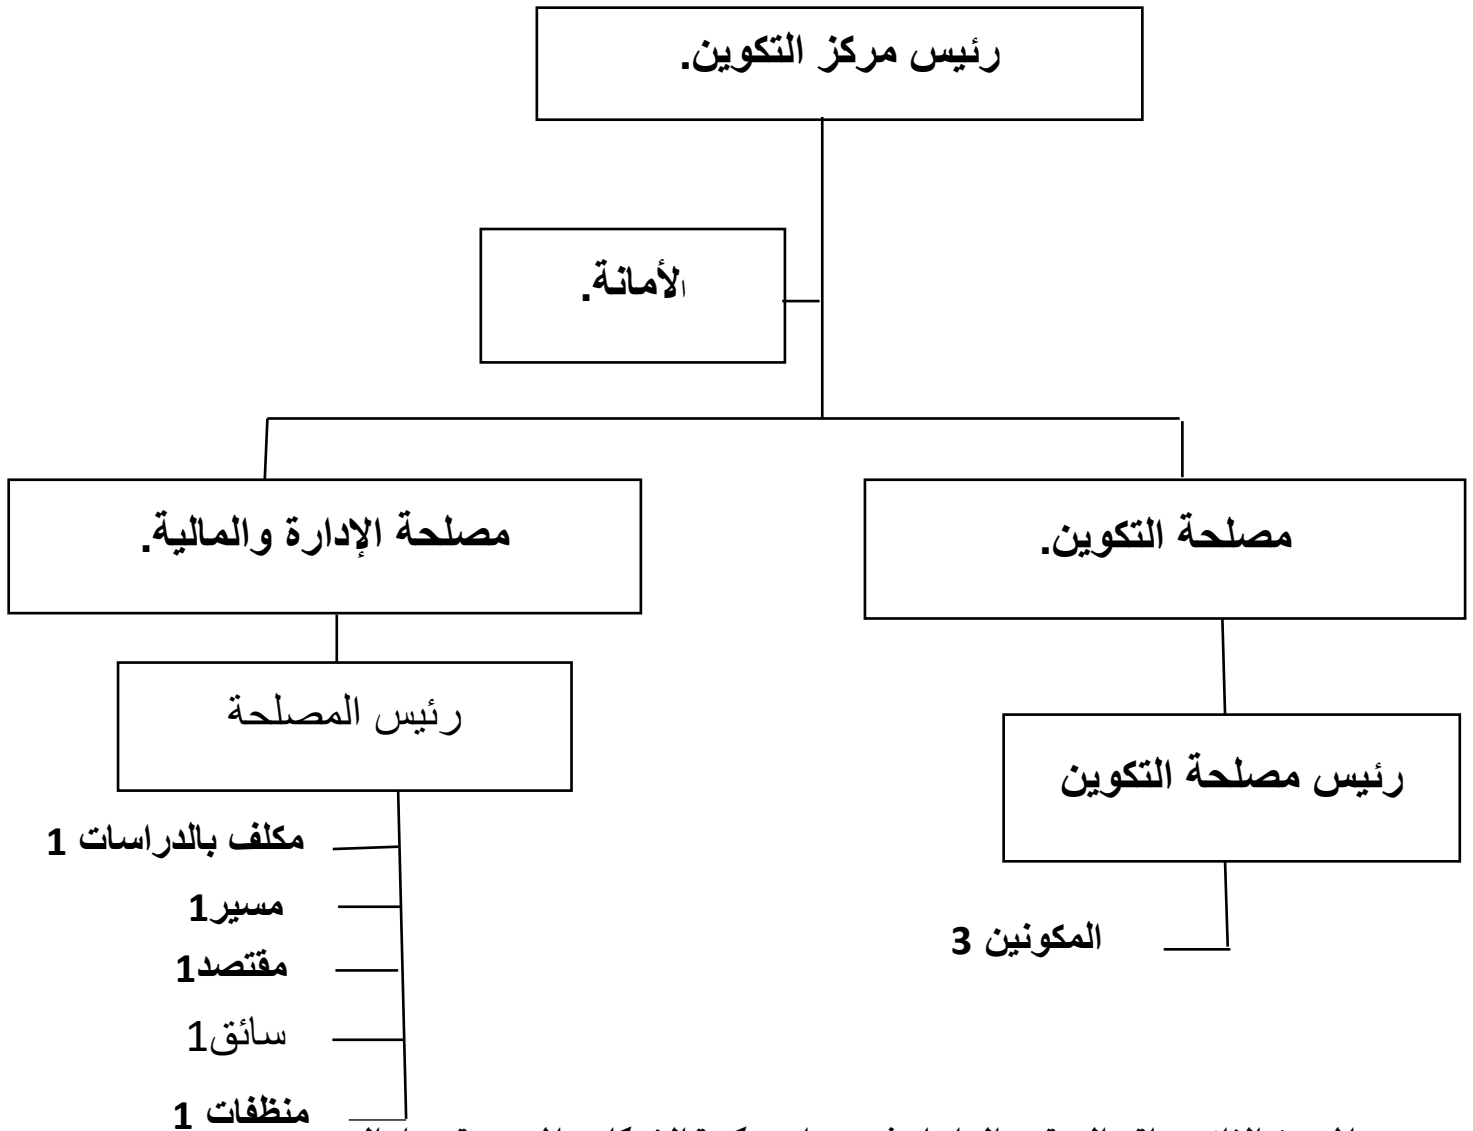 رئيس مركز التكوين.
الأمانة.
مصلحة التكوين.
مصلحة الإدارة والمالية.
رئيس المصلحة
رئيس مصلحة التكوين
المكونين 3
مكلف بالدراسات 1
مسير1
مقتصد1
سائق1
منظفات 1